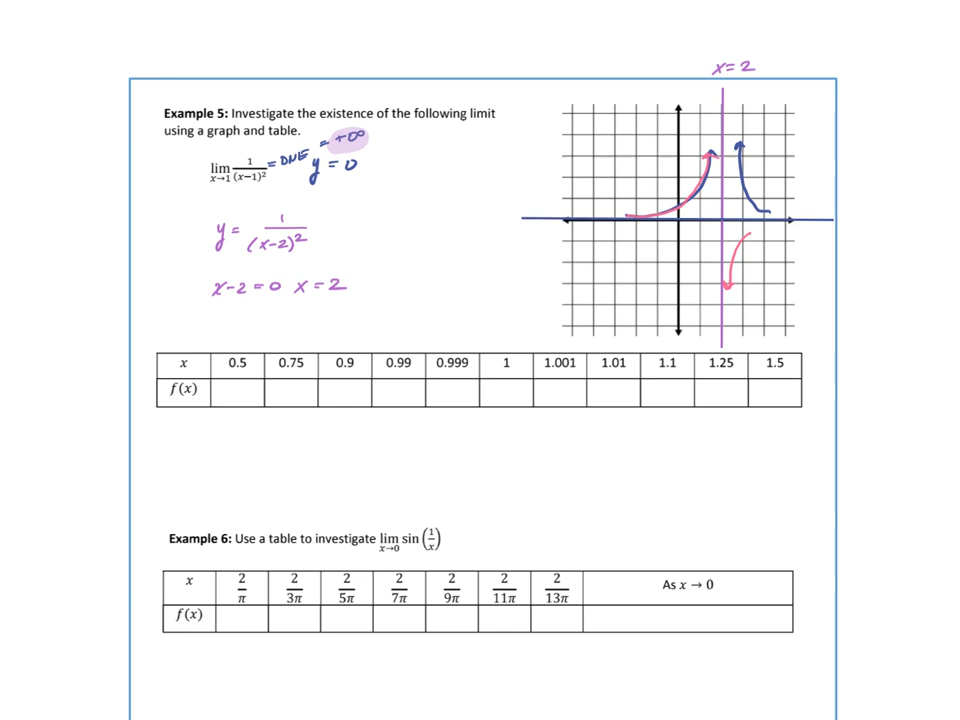 x=2
Example 5: Investigate the existence of the following limit
using a graph and table.
lim x→1 1/(x−1)² = DNE = +∞
y = 0
y = 1/(x-2)²
x-2=0 x=2
x 0.5 0.75 0.9 0.99 0.999 1 1.001 1.01 1.1 1.25 1.5
f(x)
Example 6: Use a table to investigate lim x→0 sin(1/x)
x 2/π 2/3π 2/5π 2/7π 2/9π 2/11π 2/13π As x → 0
f(x)